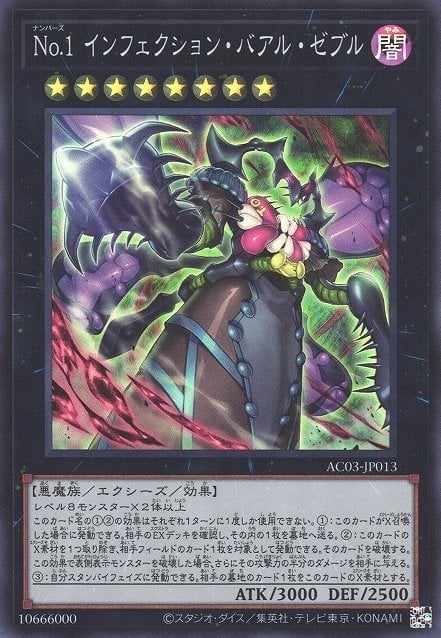 ナンバーズ
No.1 インフェクション・バアル・ゼブル
やみ
闇
AC03-JP013
【悪魔族/エクシーズ/効果】
レベル8モンスター×2体以上
このカード名の①②の効果はそれぞれ1ターンに1度しか使用できない。①:このカードがX召喚
した場合に発動できる。相手のEXデッキを確認し、その内の1枚を墓地へ送る。②:このカードの
X素材を1つ取り除き、相手フィールドのカード1枚を対象として発動できる。そのカードを破壊する。
この効果で表側表示モンスターを破壊した場合、さらにその攻撃力の半分のダメージを相手に与える。
③:自分スタンバイフェイズに発動できる。相手の墓地のカード1枚をこのカードのX素材とする。
ATK/3000 DEF/2500
10666000
©スタジオ・ダイス/集英社・テレビ東京・KONAMI